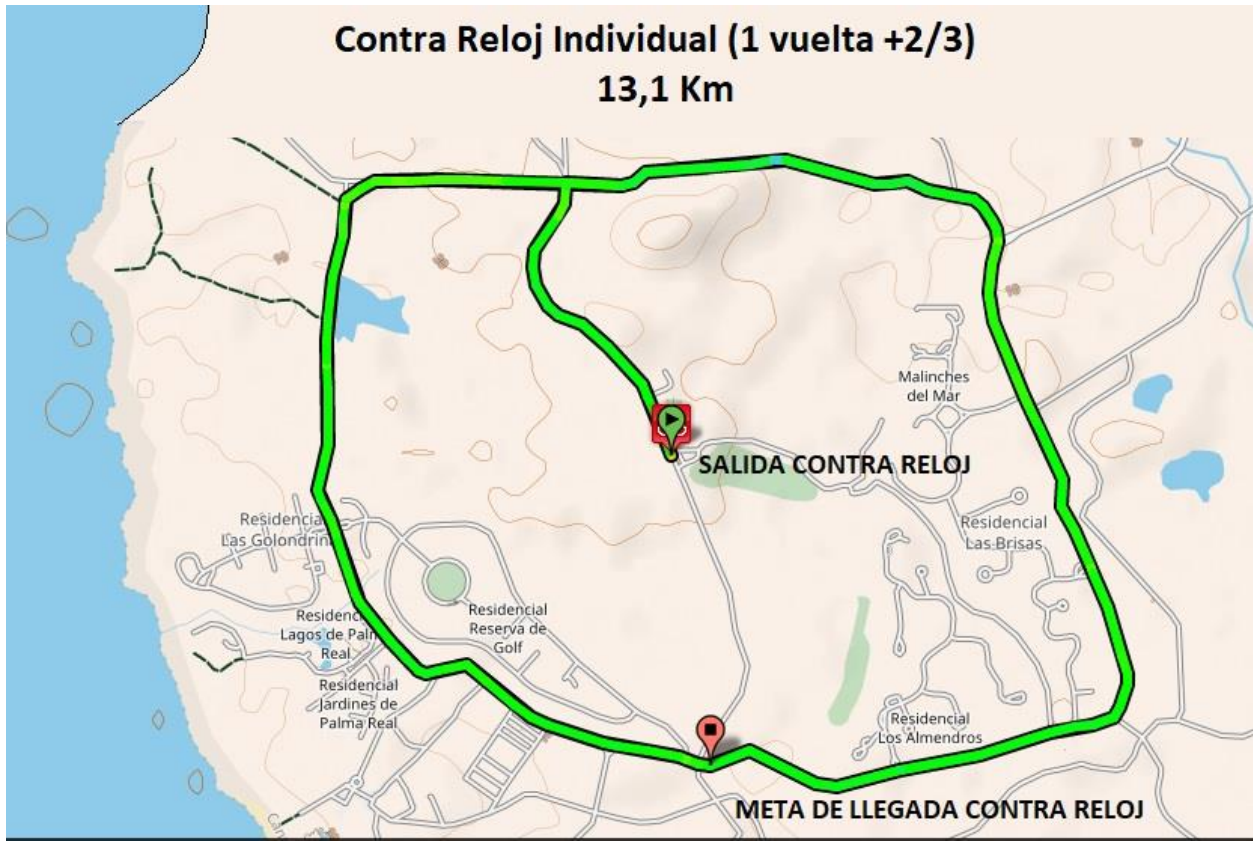 Contra Reloj Individual (1 vuelta +2/3)
13,1 Km
Malinches
del Mar
SALIDA CONTRA RELOJ
Residencial
Las Golondrin
Residencial
Las Brisas
Residencial
Reserva de
Golf
Residenci
Lagos de Palm
Real
Residencial
Jardines de
Palma Real
Residencial
Los Almendros
META DE LLEGADA CONTRA RELOJ